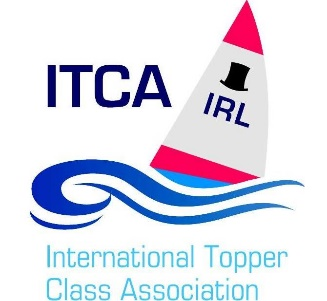 ITCA
IRL
International Topper
Class Association